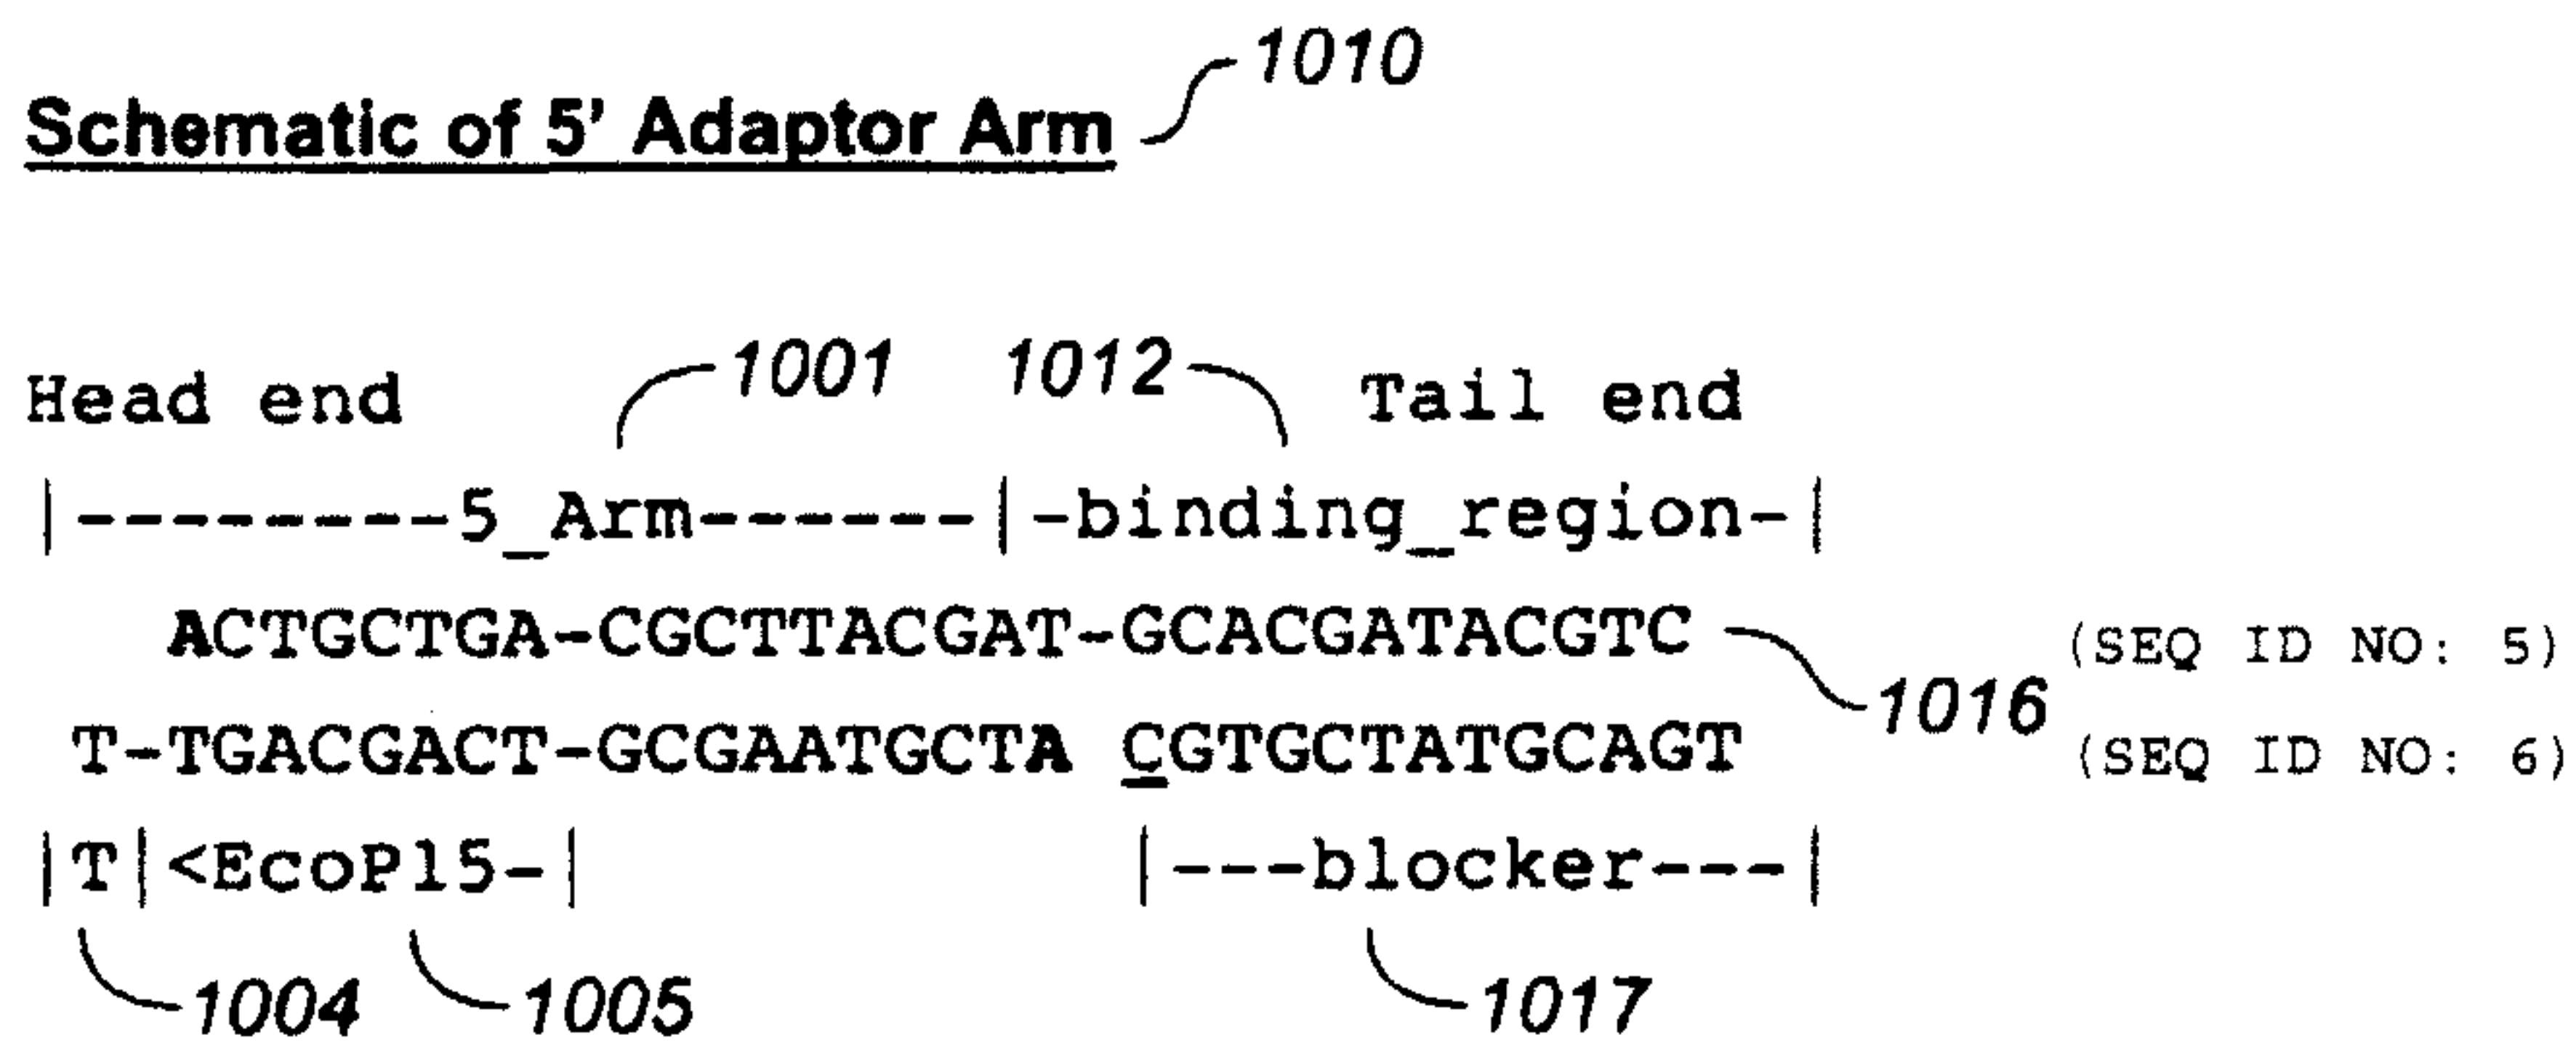 1010
Schematic of 5' Adaptor Arm
1001 1012
Head end Tail end
|---------5_Arm-------|-binding_region-|
ACTGCTGA-CGCTTACGAT-GCACGATACGTC (SEQ ID NO: 5)
1016
T-TGACGACT-GCGAATGCTA CGTGCTATGCAGT (SEQ ID NO: 6)
|T|<EcoP15-| |---blocker---|
1004 1005 1017